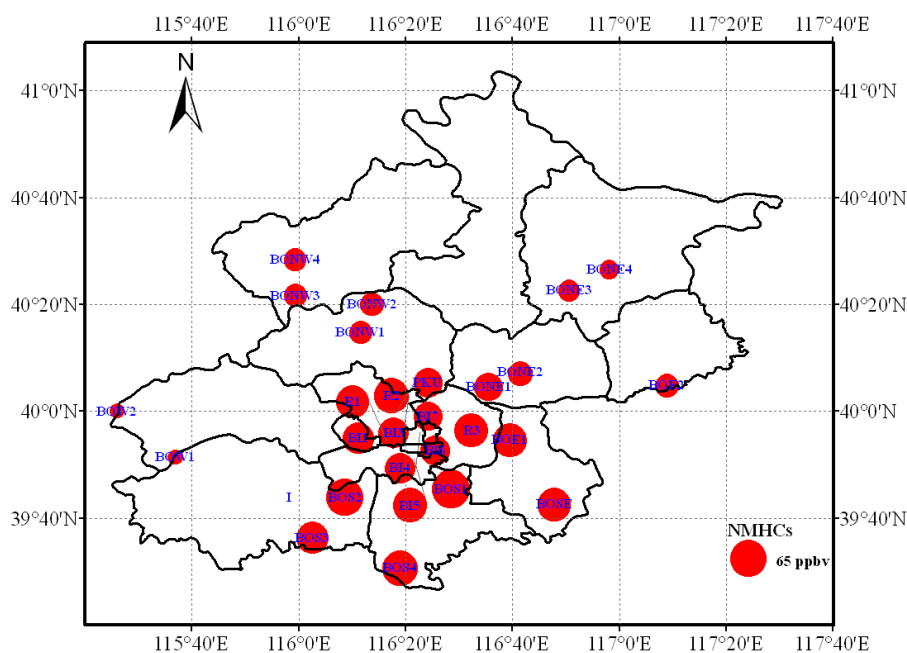 115°40'E 116°0'E 116°20'E 116°40'E 117°0'E 117°20'E 117°40'E
N
41°0'N 41°0'N
40°40'N 40°40'N
BONW4
BONE4
BONW3
BONE3
40°20'N BONW2 40°20'N
BONW1
BONE2
PKU BONE1 BOE2
R2
R1
BOW2
40°0'N 40°0'N
BI7
BI1 BI3 R3 BOE1
BI6
BOW1
BI4
BOS1
I BOS2 BI5 BOSE
39°40'N 39°40'N
BOS3 NMHCs
65 ppbv
BOS4
115°40'E 116°0'E 116°20'E 116°40'E 117°0'E 117°20'E 117°40'E